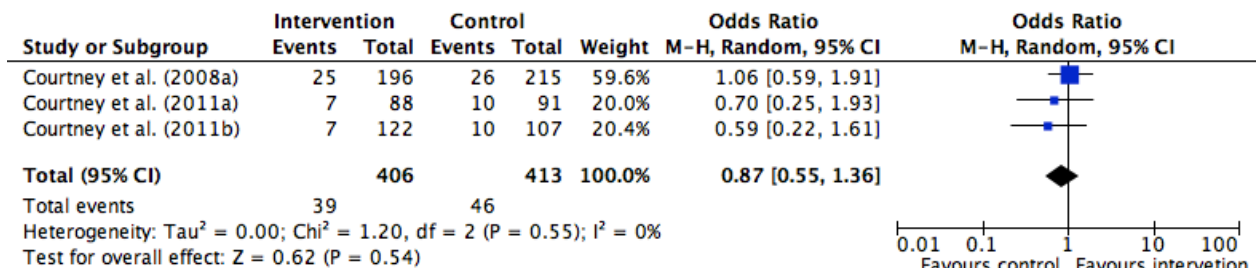 Intervention Control Odds Ratio Odds Ratio
Study or Subgroup Events Total Events Total Weight M-H, Random, 95% CI M-H, Random, 95% CI
Courtney et al. (2008a) 25 196 26 215 59.6% 1.06 [0.59, 1.91]
Courtney et al. (2011a) 7 88 10 91 20.0% 0.70 [0.25, 1.93]
Courtney et al. (2011b) 7 122 10 107 20.4% 0.59 [0.22, 1.61]
Total (95% CI) 406 413 100.0% 0.87 [0.55, 1.36]
Total events 39 46
Heterogeneity: Tau² = 0.00; Chi² = 1.20, df = 2 (P = 0.55); I² = 0%
Test for overall effect: Z = 0.62 (P = 0.54)
0.01 0.1 1 10 100
Favours control Favours intervetion